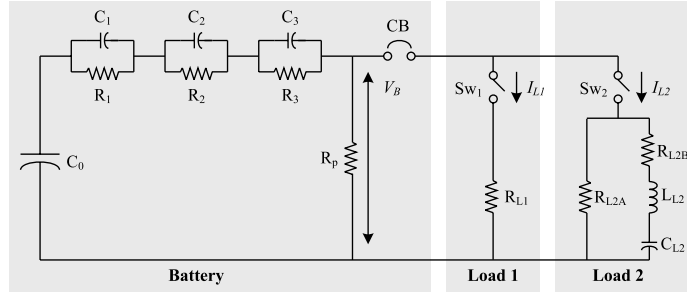 C1 C2 C3 CB
R1 R2 R3
VB
Sw1 IL1 Sw2 IL2
C0
Rp
RL1
RL2A
RL2B
LL2
CL2
Battery Load 1 Load 2